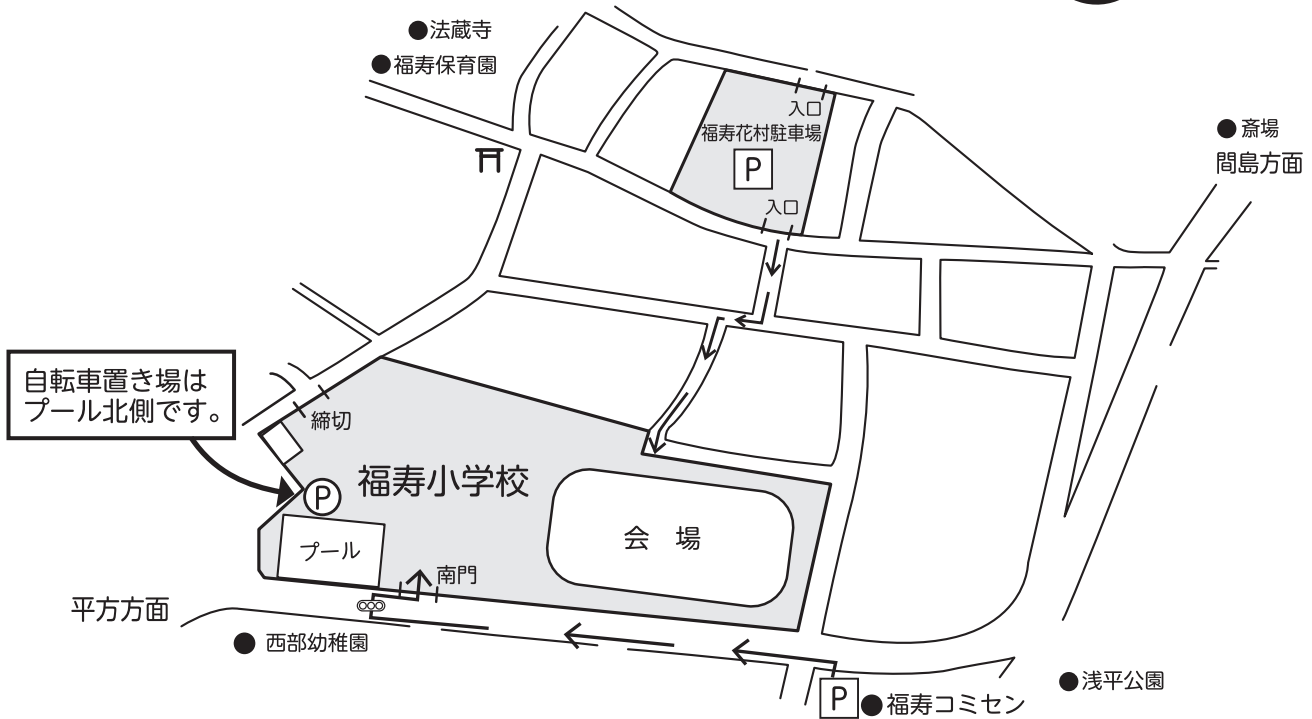 法蔵寺
福寿保育園
入口
福寿花村駐車場
P
入口
斎場
間島方面
自転車置き場は
プール北側です。
締切
福寿小学校
P
会 場
プール
南門
平方方面
西部幼稚園
P
福寿コミセン
浅平公園